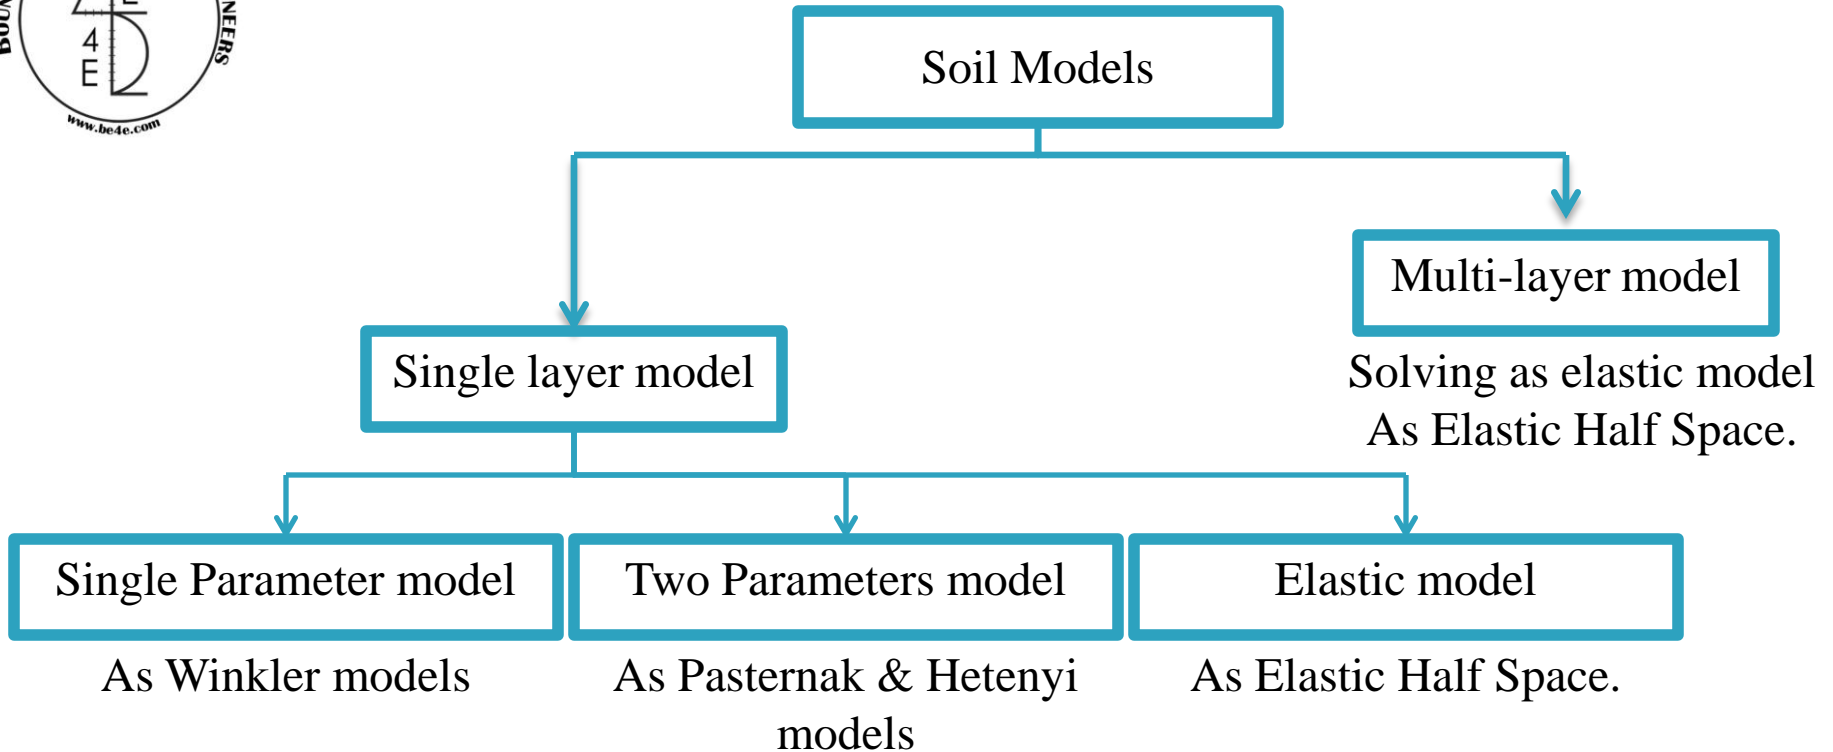 4
E
NEERS
www.be4e.com
Soil Models
Multi-layer model
Solving as elastic model
As Elastic Half Space.
Single layer model
Single Parameter model
Two Parameters model
Elastic model
As Winkler models
As Pasternak & Hetenyi
models
As Elastic Half Space.